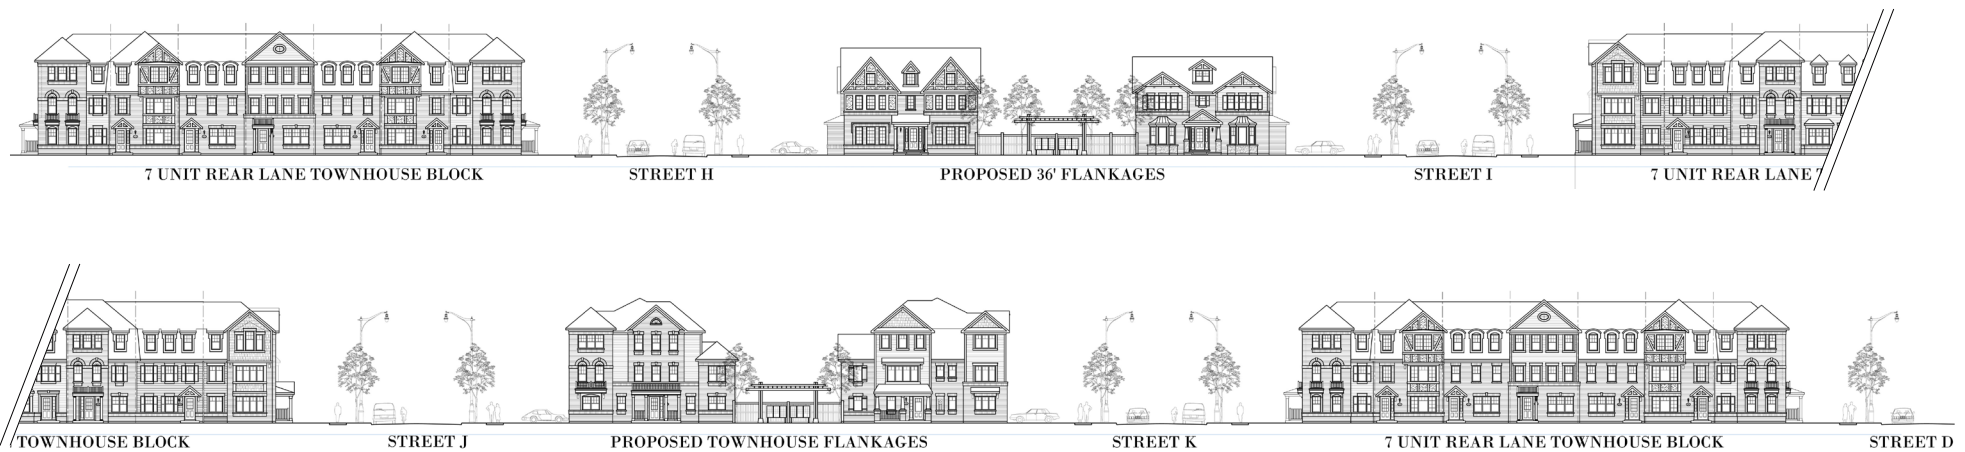 7 UNIT REAR LANE TOWNHOUSE BLOCK
STREET H
PROPOSED 36' FLANKAGES
STREET I
7 UNIT REAR LANE
TOWNHOUSE BLOCK
STREET J
PROPOSED TOWNHOUSE FLANKAGES
STREET K
7 UNIT REAR LANE TOWNHOUSE BLOCK
STREET D